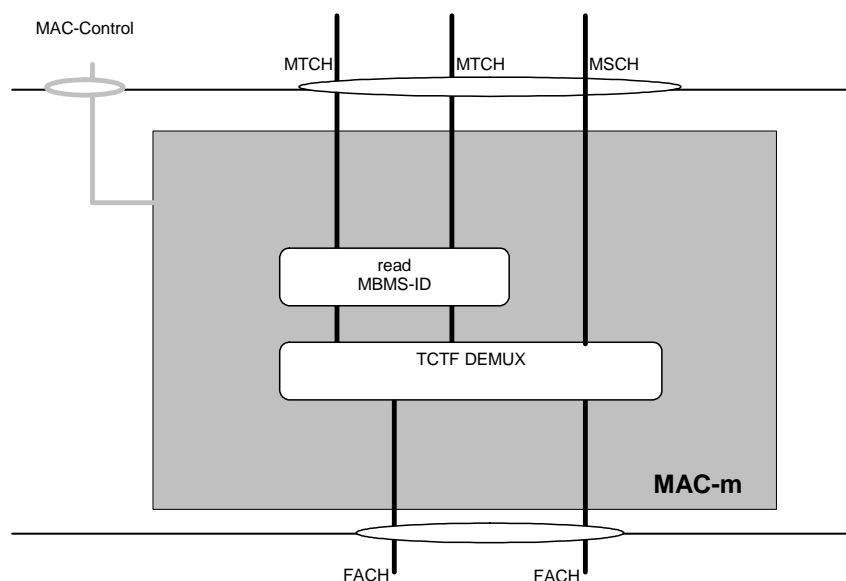 MAC-Control
MTCH
MTCH
MSCH
read
MBMS-ID
TCTF DEMUX
MAC-m
FACH
FACH